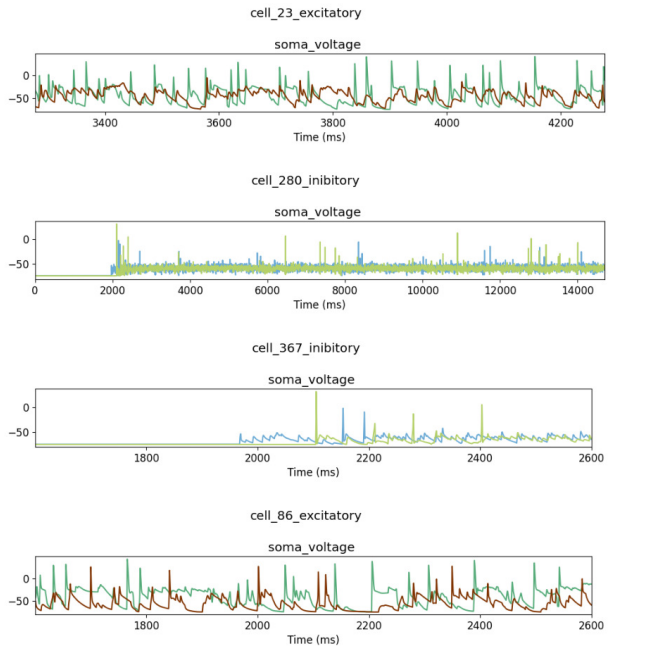 cell_23_excitatory
soma_voltage
0
−50
3400 3600 3800 4000 4200
Time (ms)
cell_280_inibitory
soma_voltage
0
−50
0 2000 4000 6000 8000 10000 12000 14000
Time (ms)
cell_367_inibitory
soma_voltage
0
−50
1800 2000 2200 2400 2600
Time (ms)
cell_86_excitatory
soma_voltage
0
−50
1800 2000 2200 2400 2600
Time (ms)